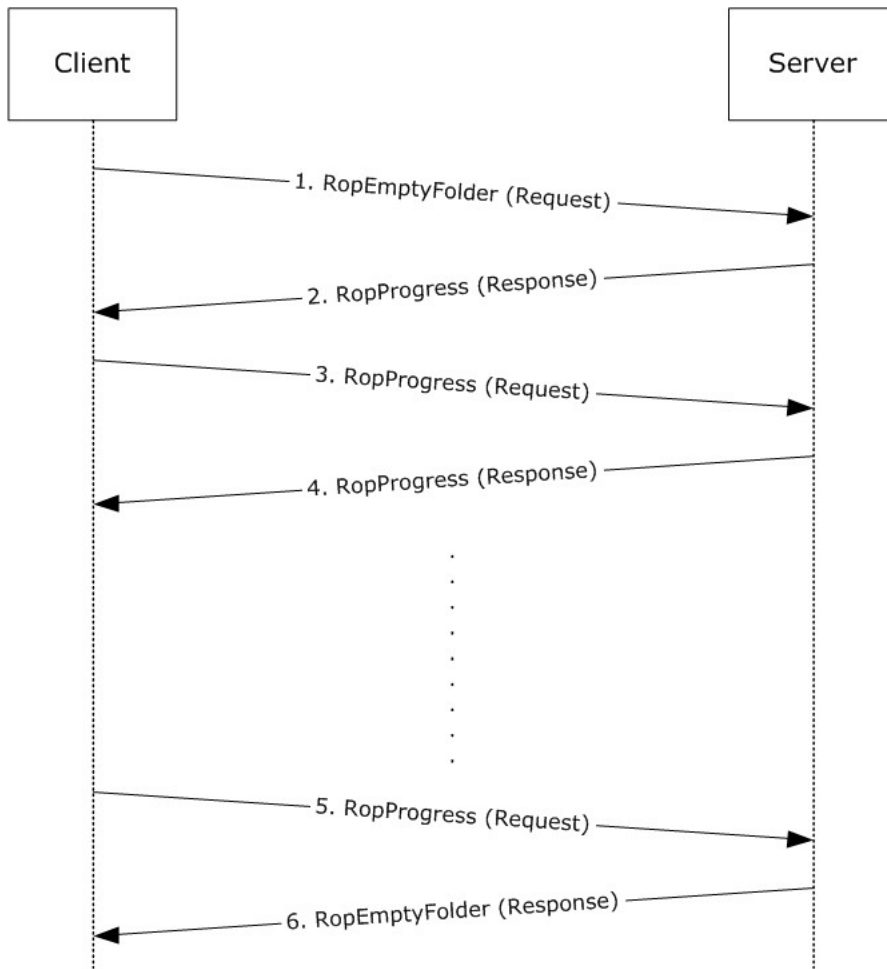 Client
Server
1. RopEmptyFolder (Request)
2. RopProgress (Response)
3. RopProgress (Request)
4. RopProgress (Response)
5. RopProgress (Request)
6. RopEmptyFolder (Response)